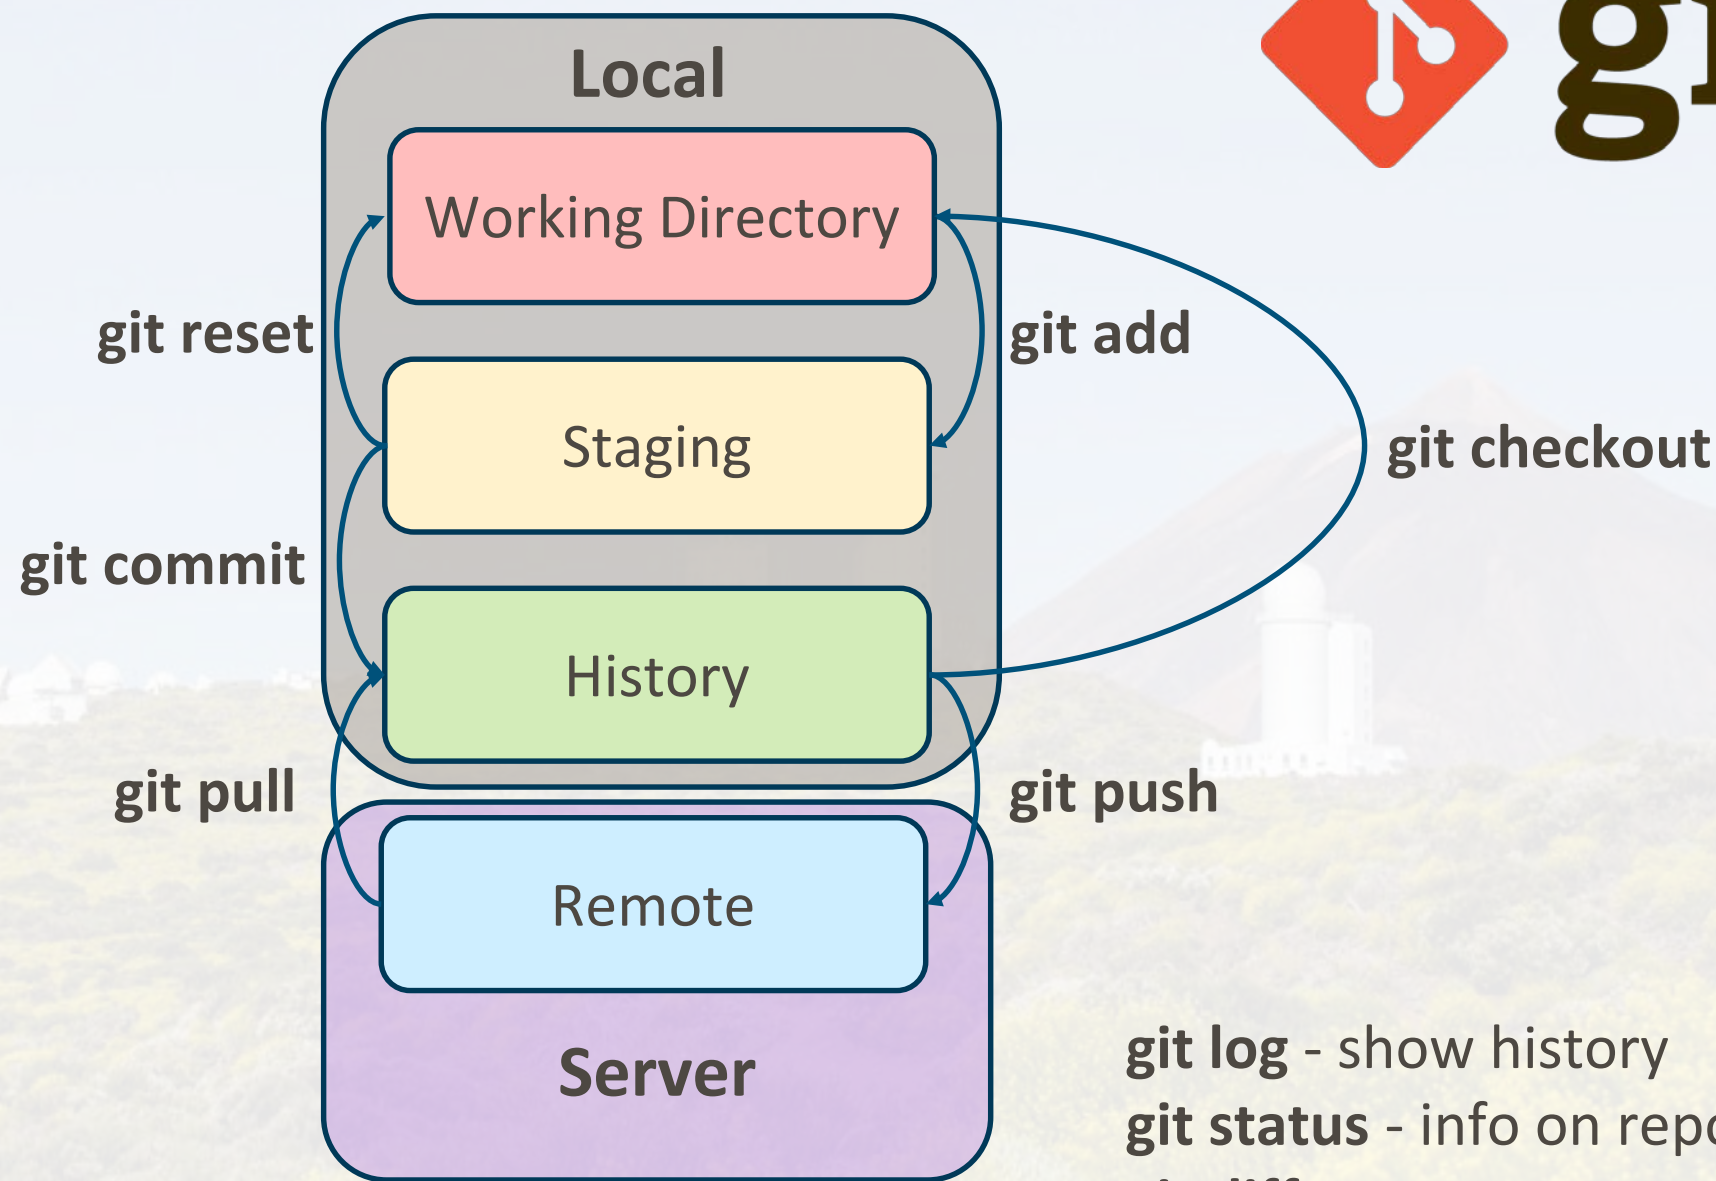 Local
Working Directory
git reset
git add
Staging
git checkout
git commit
History
git pull
git push
Remote
Server
git log - show history
git status - info on